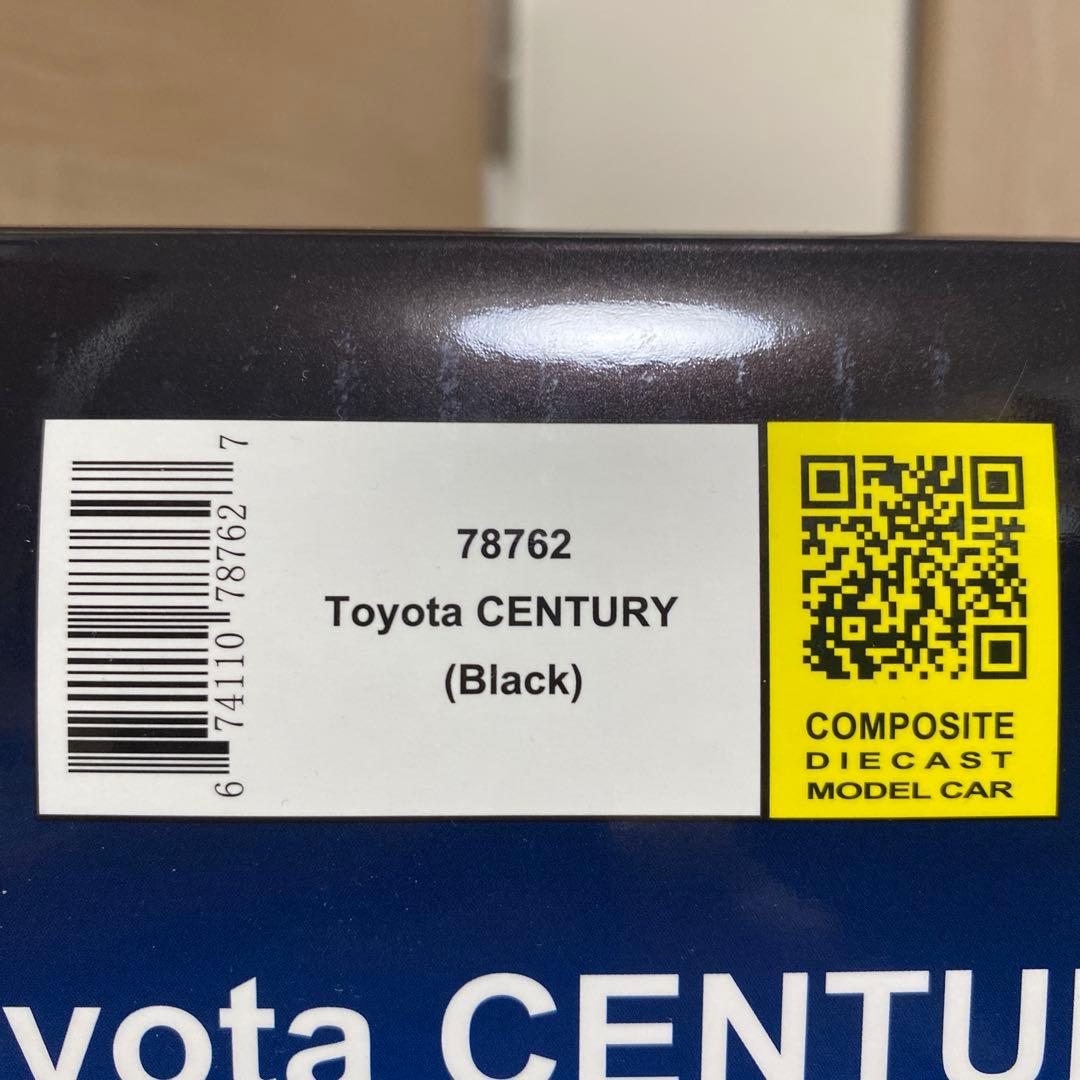 6 74110 78762 7
78762
Toyota CENTURY
(Black)
COMPOSITE
DIECAST
MODEL CAR
yota CENTU